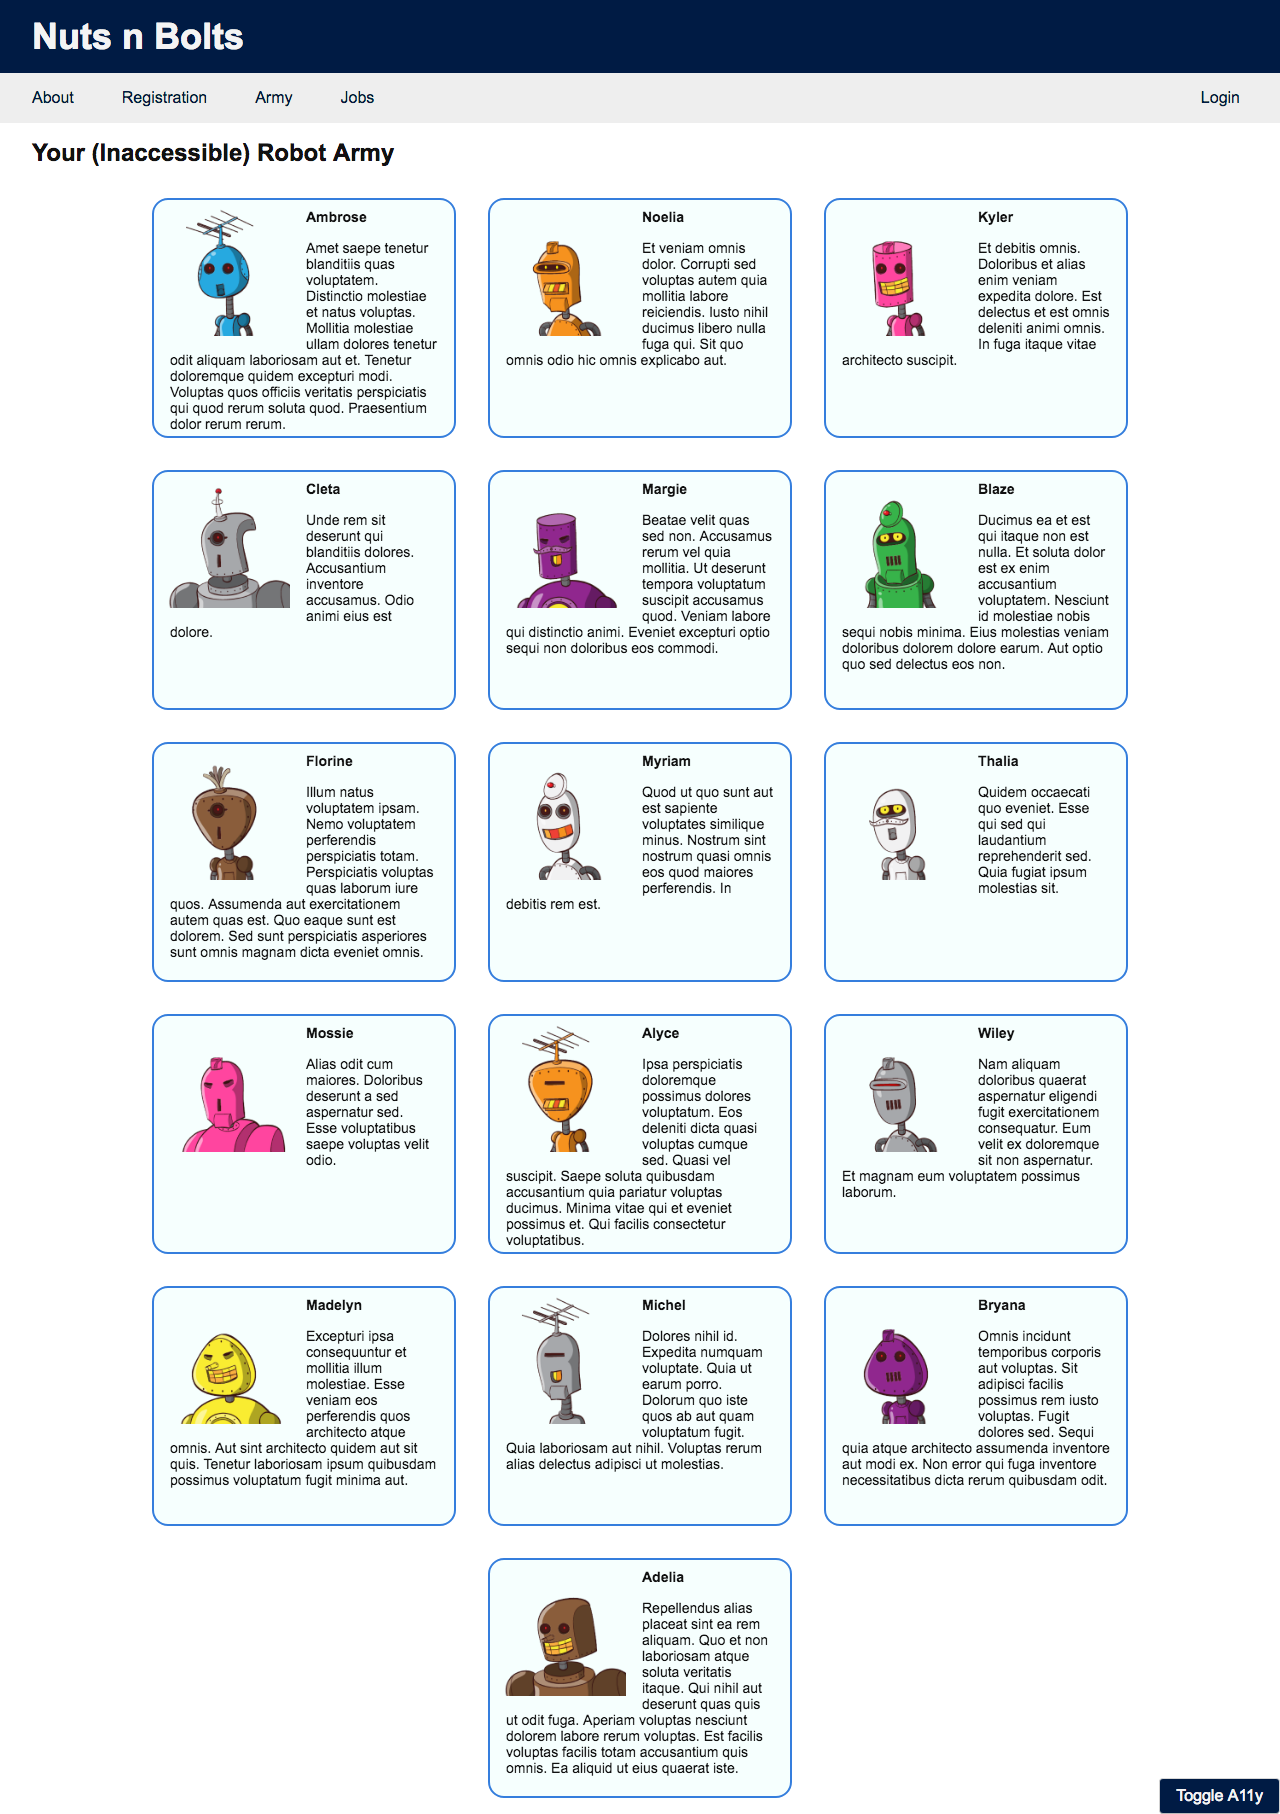 Nuts n Bolts
About Registration Army Jobs Login
Your (Inaccessible) Robot Army
Ambrose
Amet saepe tenetur
blanditiis quas
voluptatem.
Distinctio molestiae
et natus voluptas.
Mollitia molestiae
ullam dolores tenetur
odit aliquam laboriosam aut et. Tenetur
doloremque quidem excepturi modi.
Voluptas quos officiis veritatis perspiciatis
qui quod rerum soluta quod. Praesentium
dolor rerum rerum.
Noelia
Et veniam omnis
dolor. Corrupti sed
voluptas autem quia
mollitia labore
reiciendis. Iusto nihil
ducimus libero nulla
fuga qui. Sit quo
omnis odio hic omnis explicabo aut.
Kyler
Et debitis omnis.
Doloribus et alias
enim veniam
expedita dolore. Est
delectus et est omnis
deleniti animi omnis.
In fuga itaque vitae
architecto suscipit.
Cleta
Unde rem sit
deserunt qui
blanditiis dolores.
Accusantium
inventore
accusamus. Odio
animi eius est
dolore.
Margie
Beatae velit quas
sed non. Accusamus
rerum vel quia
mollitia. Ut deserunt
tempora voluptatum
suscipit accusamus
quod. Veniam labore
qui distinctio animi. Eveniet excepturi optio
sequi non doloribus eos commodi.
Blaze
Ducimus ea et est
qui itaque non est
nulla. Et soluta dolor
est ex enim
accusantium
voluptatem. Nesciunt
id molestiae nobis
sequi nobis minima. Eius molestias veniam
doloribus dolorem dolore earum. Aut optio
quo sed delectus eos non.
Florine
Illum natus
voluptatem ipsam.
Nemo voluptatem
perferendis
perspiciatis totam.
Perspiciatis voluptas
quas laborum iure
quos. Assumenda aut exercitationem
autem quas est. Quo eaque sunt est
dolorem. Sed sunt perspiciatis asperiores
sunt omnis magnam dicta eveniet omnis.
Myriam
Quod ut quo sunt aut
est sapiente
voluptates similique
minus. Nostrum sint
nostrum quasi omnis
eos quod maiores
perferendis. In
debitis rem est.
Thalia
Quidem occaecati
quo eveniet. Esse
qui sed qui
laudantium
reprehenderit sed.
Quia fugiat ipsum
molestias sit.
Mossie
Alias odit cum
maiores. Doloribus
deserunt a sed
aspernatur sed.
Esse voluptatibus
saepe voluptas velit
odio.
Alyce
Ipsa perspiciatis
doloremque
possimus dolores
voluptatum. Eos
deleniti dicta quasi
voluptas cumque
sed. Quasi vel
suscipit. Saepe soluta quibusdam
accusantium quia pariatur voluptas
ducimus. Minima vitae qui et eveniet
possimus et. Qui facilis consectetur
voluptatibus.
Wiley
Nam aliquam
doloribus quaerat
aspernatur eligendi
fugit exercitationem
consequatur. Eum
velit ex doloremque
sit non aspernatur.
Et magnam eum voluptatem possimus
laborum.
Madelyn
Excepturi ipsa
consequuntur et
mollitia illum
molestiae. Esse
veniam eos
perferendis quos
architecto atque
omnis. Aut sint architecto quidem aut sit
quis. Tenetur laboriosam ipsum quibusdam
possimus voluptatum fugit minima aut.
Michel
Dolores nihil id.
Expedita numquam
voluptate. Quia ut
earum porro.
Dolorum quo iste
quos ab aut quam
voluptatum fugit.
Quia laboriosam aut nihil. Voluptas rerum
alias delectus adipisci ut molestias.
Bryana
Omnis incidunt
temporibus corporis
aut voluptas. Sit
adipisci facilis
possimus rem iusto
voluptas. Fugit
dolores sed. Sequi
quia atque architecto assumenda inventore
aut modi ex. Non error qui fuga inventore
necessitatibus dicta rerum quibusdam odit.
Adelia
Repellendus alias
placeat sint ea rem
aliquam. Quo et non
laboriosam atque
soluta veritatis
itaque. Qui nihil aut
deserunt quas quis
ut odit fuga. Aperiam voluptas nesciunt
dolorem labore rerum voluptas. Est facilis
voluptas facilis totam accusantium quis
omnis. Ea aliquid ut eius quaerat iste.
Toggle A11y